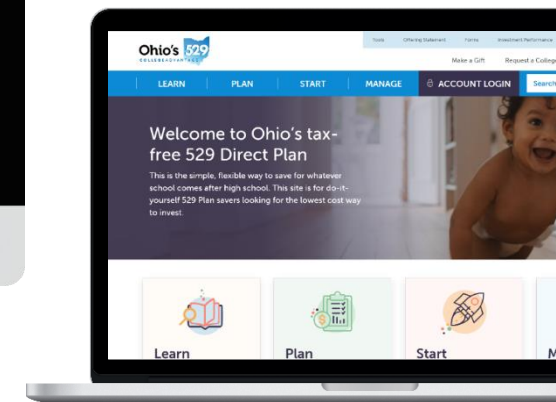 Tools Offering Statement Forms Investment Performance
Ohio's 529
COLLEGEADVANTAGE
Make a Gift Request a College
LEARN PLAN START MANAGE ACCOUNT LOGIN Search
Welcome to Ohio's tax-
free 529 Direct Plan
This is the simple, flexible way to save for whatever
school comes after high school. This site is for do-it-
yourself 529 Plan savers looking for the lowest cost way
to invest.
Learn Plan Start M